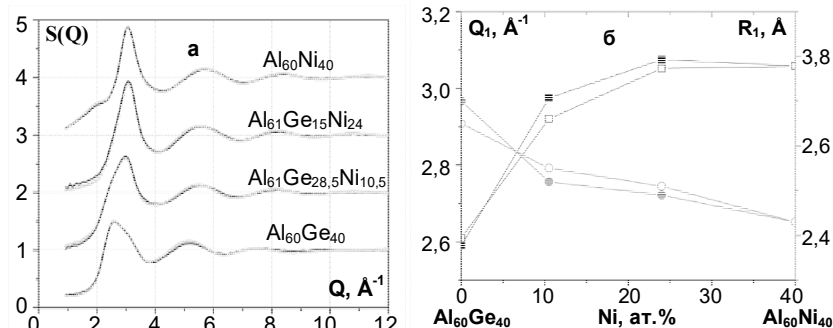 S(Q)
а
5
4
3
2
1
0
Al60Ni40
Al61Ge15Ni24
Al61Ge28,5Ni10,5
Al60Ge40
Q, Å-1
0 2 4 6 8 10 12
Q1, Å-1
б
R1, Å
3,2
3,0
2,8
2,6
3,8
2,6
2,4
0 10 20 30 40
Al60Ge40
Ni, ат.%
Al60Ni40